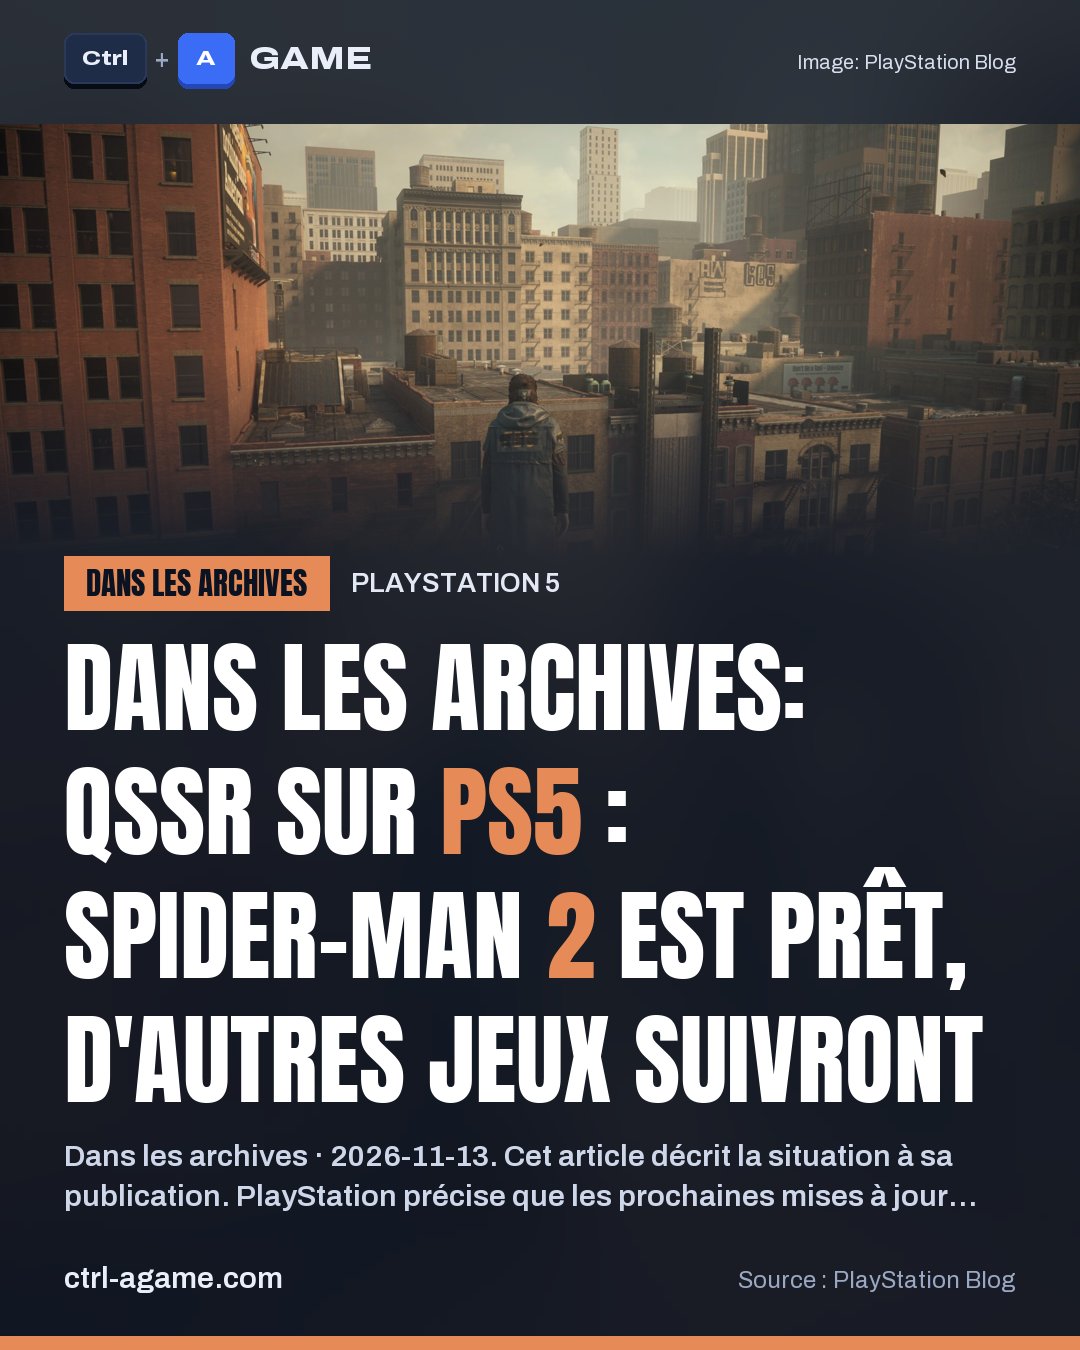 Ctrl + A GAME
Image: PlayStation Blog
DANS LES ARCHIVES
PLAYSTATION 5
DANS LES ARCHIVES:
QSSR SUR PS5 :
SPIDER-MAN 2 EST PRÊT,
D'AUTRES JEUX SUIVRONT
Dans les archives · 2026-11-13. Cet article décrit la situation à sa
publication. PlayStation précise que les prochaines mises à jour...
ctrl-agame.com
Source : PlayStation Blog